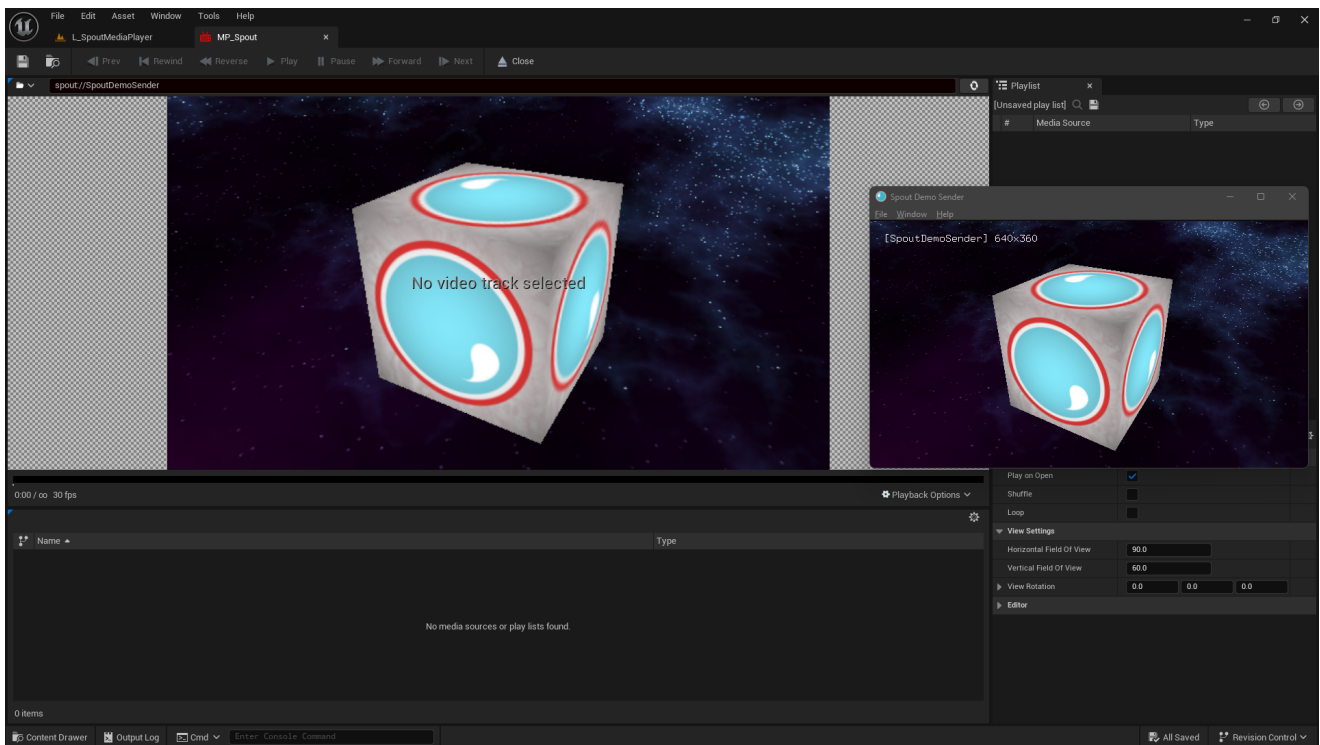 File Edit Asset Window Tools Help
L_SpoutMediaPlayer MP_Spout
Prev Rewind Reverse Play Pause Forward Next Close
spout://SpoutDemoSender
Playlist
[Unsaved play list]
# Media Source Type
No video track selected
Spout Demo Sender
File Window Help
[SpoutDemoSender] 640x360
0:00 / ∞ 30 fps
Playback Options
Play on Open
Shuffle
Loop
View Settings
Horizontal Field Of View 90.0
Vertical Field Of View 60.0
View Rotation 0.0 0.0 0.0
Editor
Name Type
No media sources or play lists found.
0 items
Content Drawer Output Log Cmd Enter Console Command All Saved Revision Control